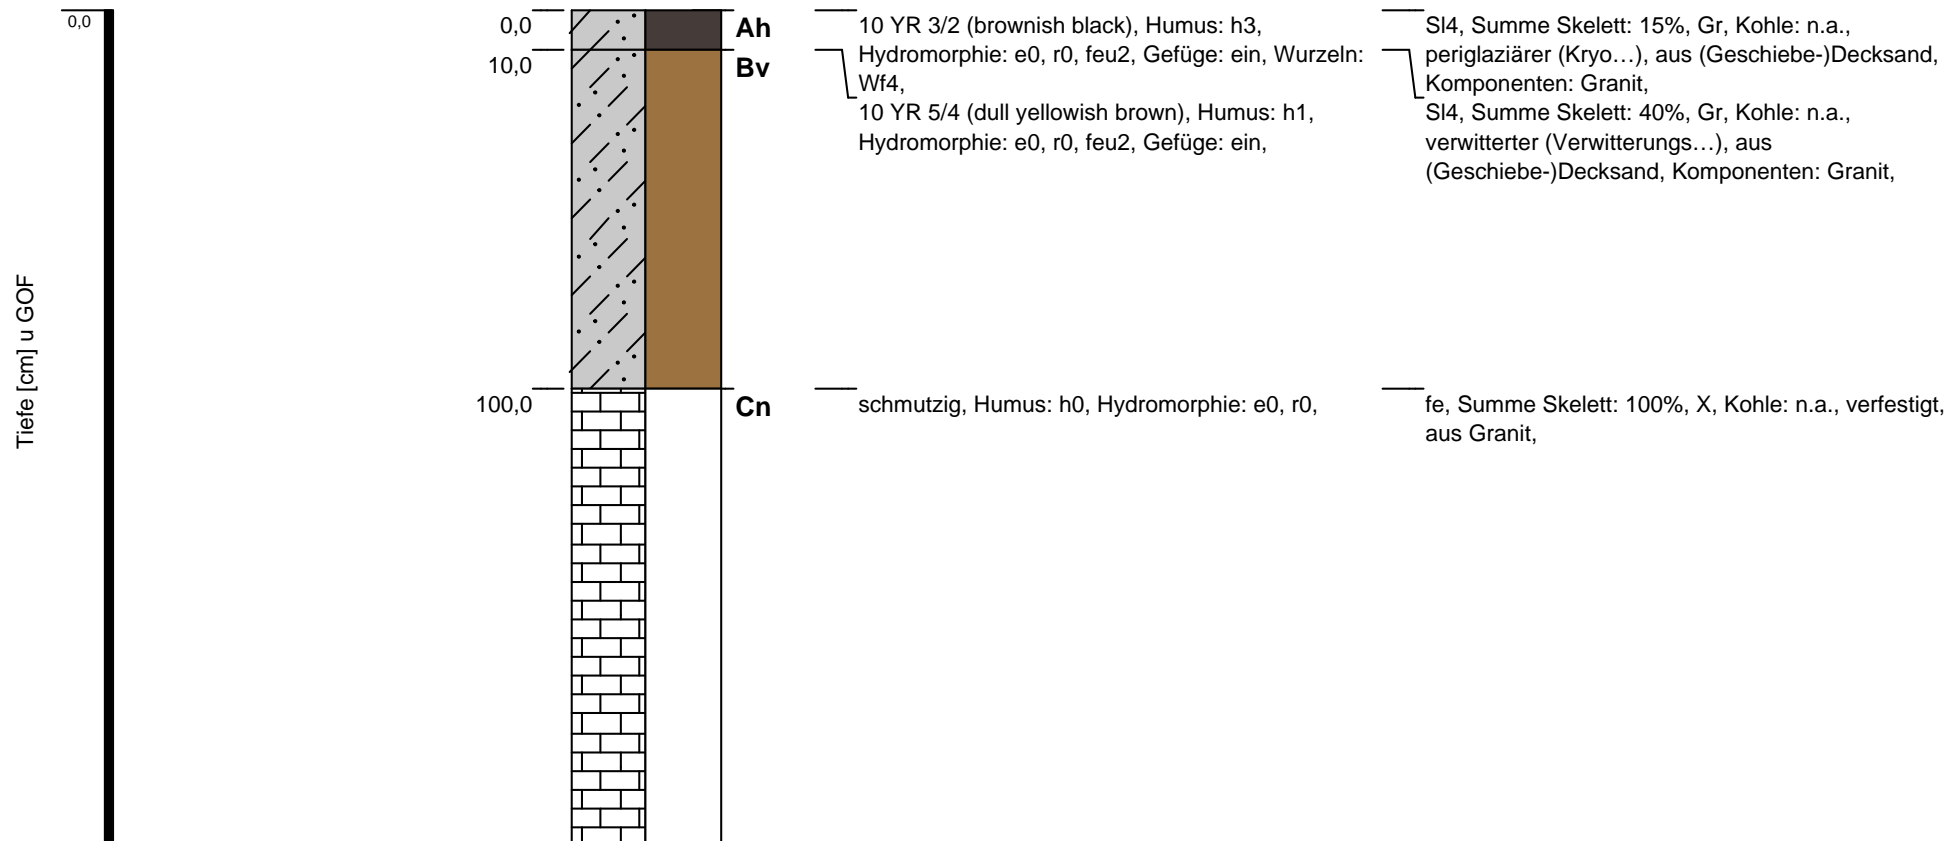 0,0
Tiefe [cm] u GOF
0,0
Ah
10 YR 3/2 (brownish black), Humus: h3,
Hydromorphie: e0, r0, feu2, Gefüge: ein, Wurzeln:
Wf4,
Sl4, Summe Skelett: 15%, Gr, Kohle: n.a.,
periglaziärer (Kryo…), aus (Geschiebe-)Decksand,
Komponenten: Granit,
10,0
Bv
10 YR 5/4 (dull yellowish brown), Humus: h1,
Hydromorphie: e0, r0, feu2, Gefüge: ein,
Sl4, Summe Skelett: 40%, Gr, Kohle: n.a.,
verwitterter (Verwitterungs…), aus
(Geschiebe-)Decksand, Komponenten: Granit,
100,0
Cn
schmutzig, Humus: h0, Hydromorphie: e0, r0,
fe, Summe Skelett: 100%, X, Kohle: n.a., verfestigt,
aus Granit,